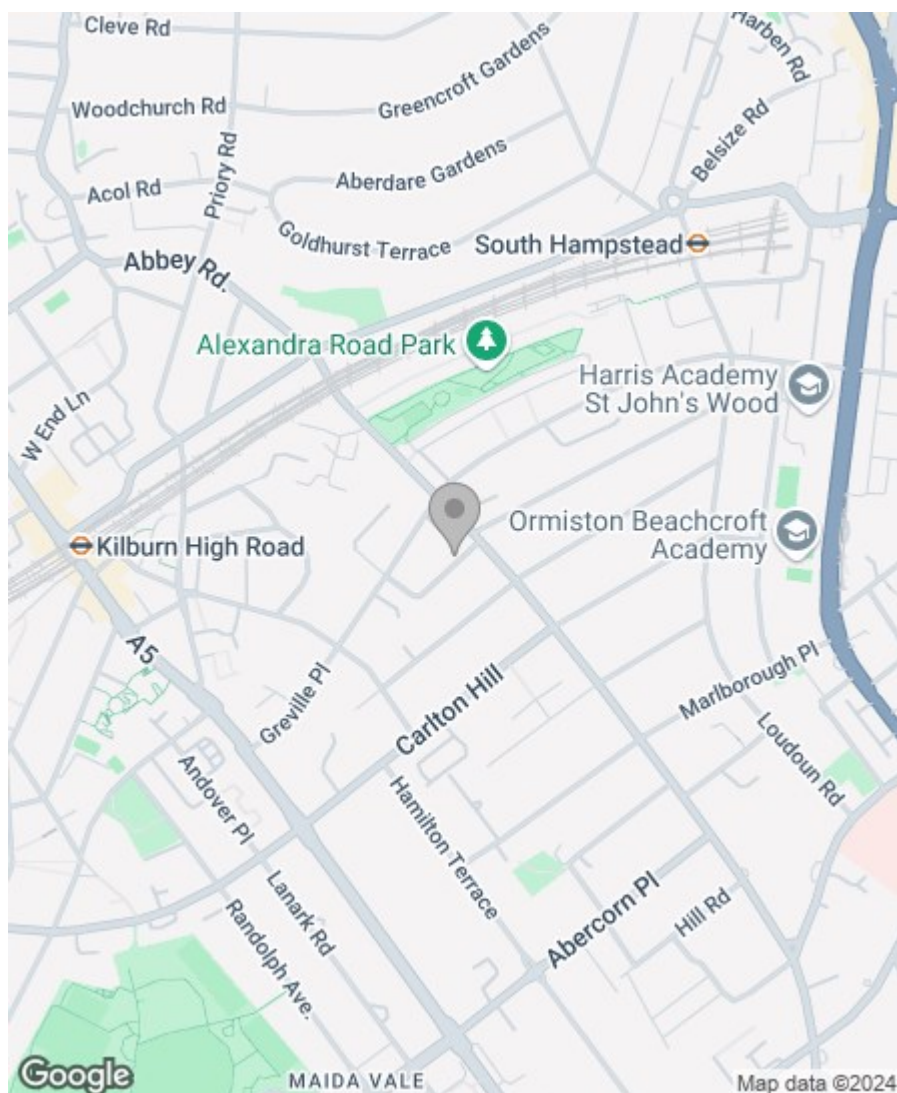 Cleve Rd
Harben Rd
Greencroft Gardens
Woodchurch Rd
Belsize Rd
Priory Rd
Aberdare Gardens
Acol Rd
Goldhurst Terrace
South Hampstead
Abbey Rd.
Alexandra Road Park
Harris Academy
St John's Wood
W End Ln
Ormiston Beachcroft
Academy
Kilburn High Road
A5
Greville Pl
Carlton Hill
Marlborough Pl
Loudoun Rd
Andover Pl
Hamilton Terrace
Lanark Rd
Randolph Ave.
Abercorn Pl
Hill Rd
Google
MAIDA VALE
Map data ©2024